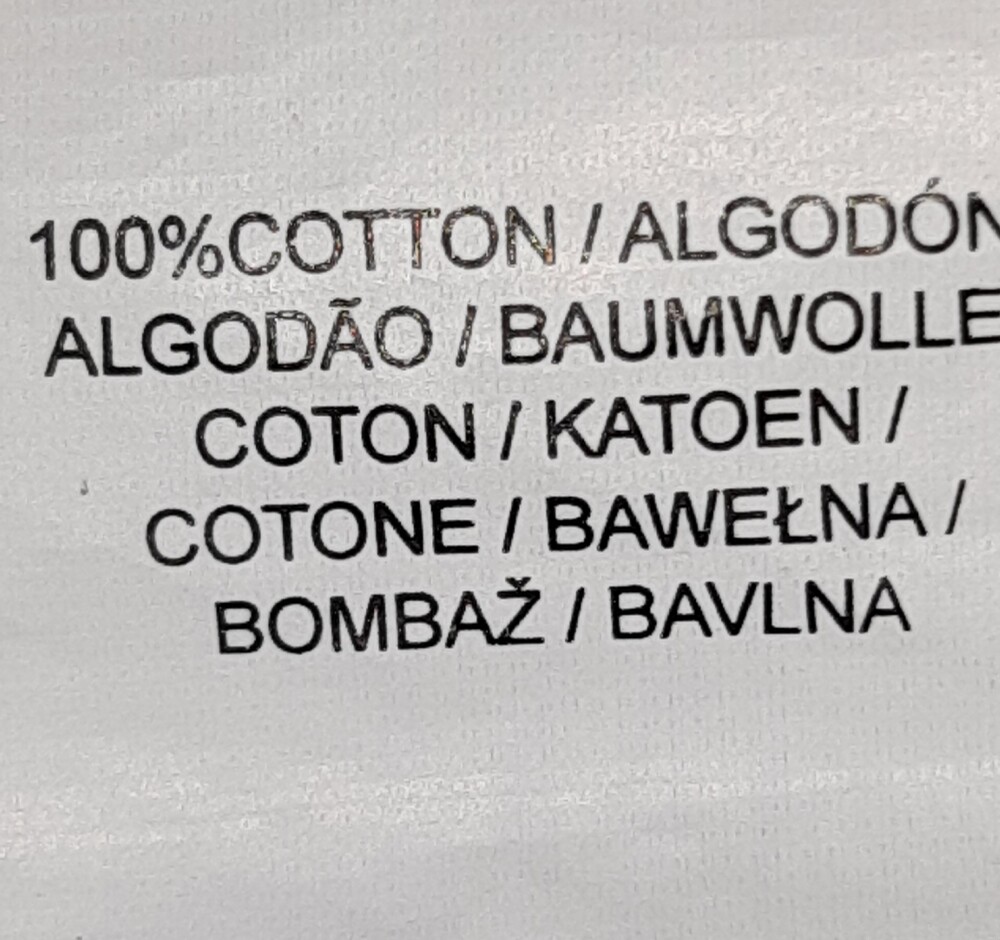 100%COTTON / ALGODÓN
ALGODÃO / BAUMWOLLE
COTON / KATOEN /
COTONE / BAWEŁNA /
BOMBAŽ / BAVLNA